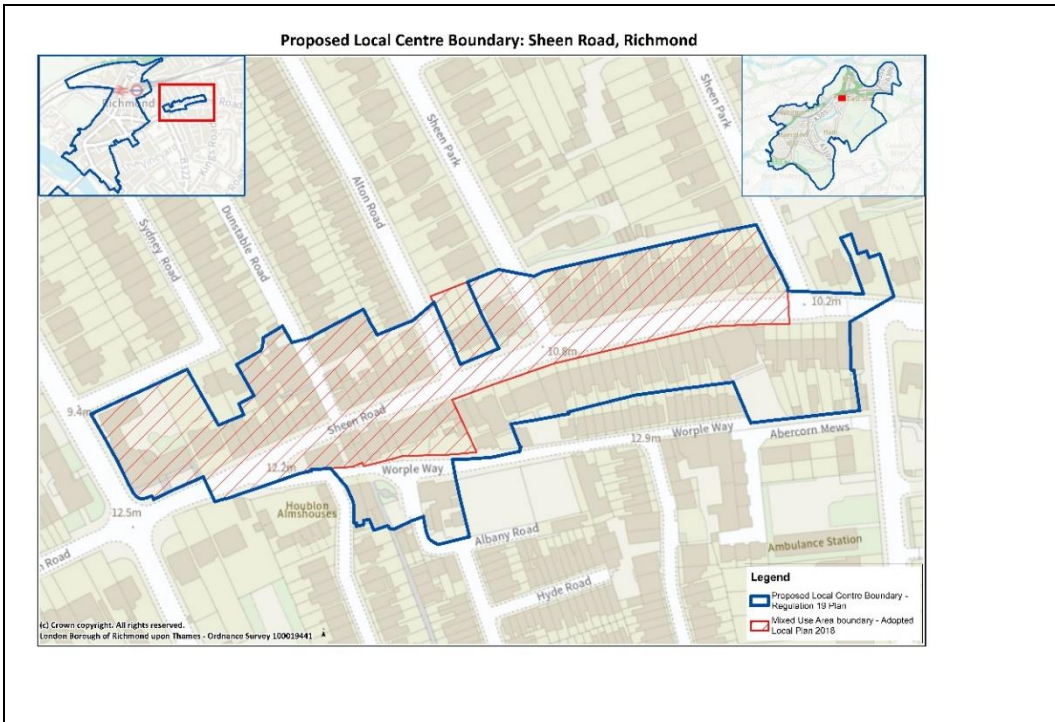 Proposed Local Centre Boundary: Sheen Road, Richmond
Richmond
Road
Kings Road
B322
Sheen Park
Sheen Park
Alton Road
Dunstable Road
Sydney Road
9.4m
10.2m
10.8m
Sheen Road
12.2m
12.5m
Worple Way
12.9m
Worple Way
Abercorn Mews
Houblon
Almshouses
Albany Road
Hyde Road
Ambulance Station
n Road
Legend
Proposed Local Centre Boundary -
Regulation 19 Plan
Mixed Use Area boundary - Adopted
Local Plan 2018
(c) Crown copyright. All rights reserved.
London Borough of Richmond upon Thames - Ordnance Survey 100019441